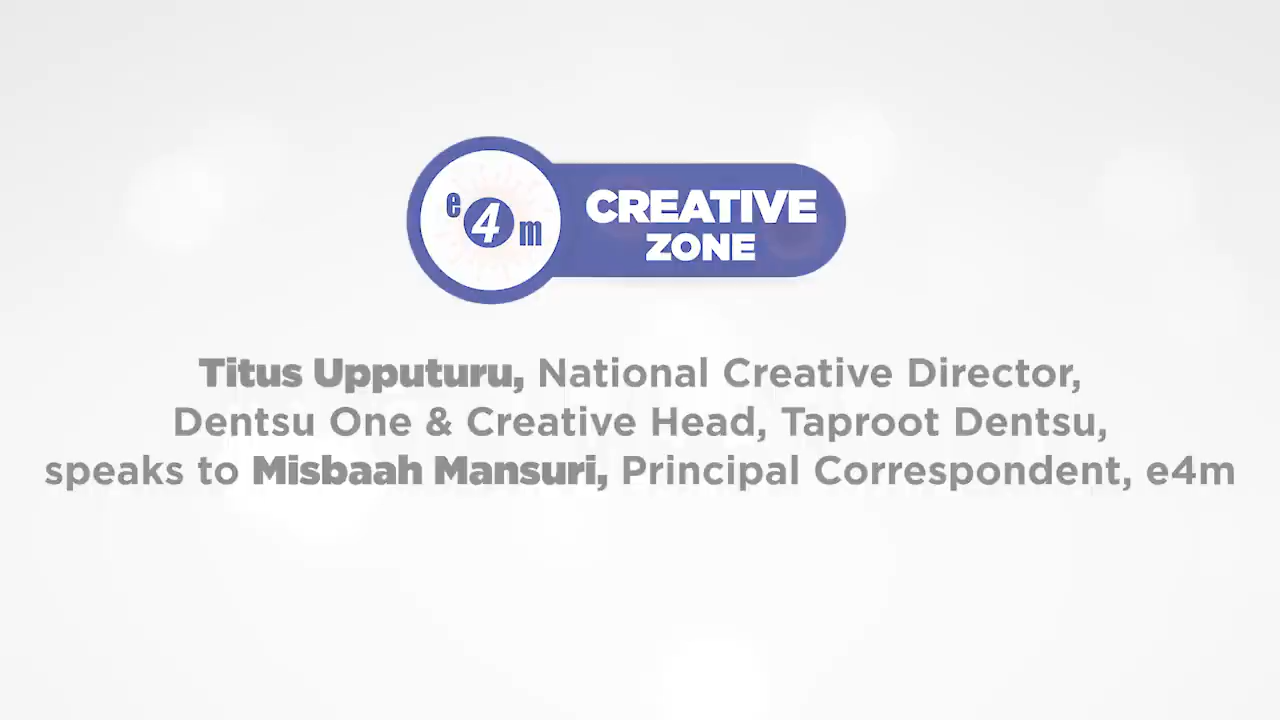 e4m
CREATIVE
ZONE
Titus Upputuru, National Creative Director,
Dentsu One & Creative Head, Taproot Dentsu,
speaks to Misbaah Mansuri, Principal Correspondent, e4m